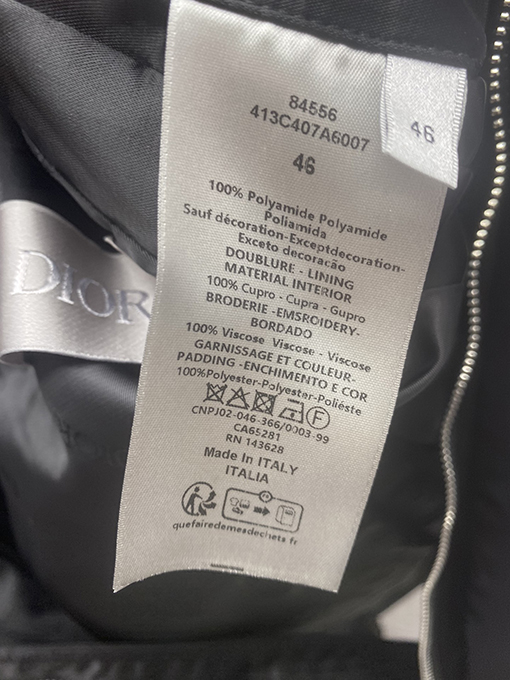 84556
413C407A6007
46
46
100% Polyamide Polyamide
Poliamida
Sauf décoration-Exceptdecoration-
Exceto decoração
DOUBLURE - LINING
MATERIAL INTERIOR
100% Cupro - Cupra - Gupro
BRODERIE -EMSROIDERY-
BORDADO
100% Viscose Viscose - Viscose
GARNISSAGE ET COULEUR-
PADDING -ENCHIMENTO E COR
100%Polyester-Polyester-Poliéste
F
CNPJ02-046-366/0003-99
CA65281
RN 143628
Made In ITALY
ITALIA
quefairedemesdechets.fr
DIOR